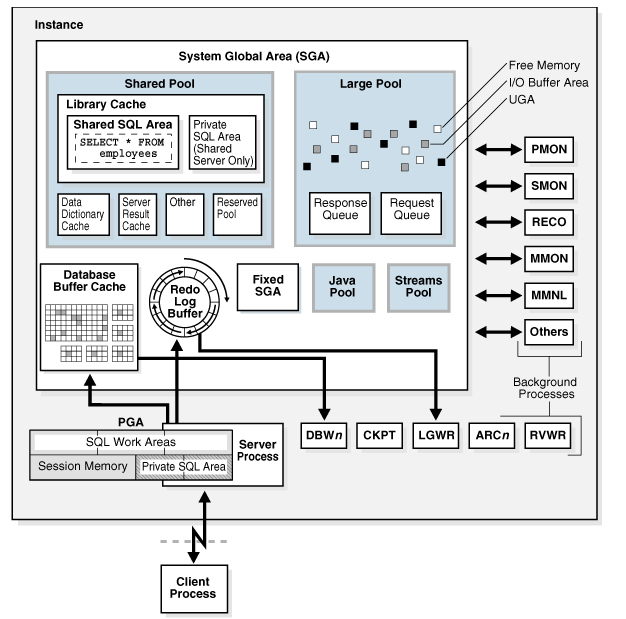 Instance
System Global Area (SGA)
Shared Pool
Library Cache
Shared SQL Area
SELECT * FROM
employees
Private
SQL Area
(Shared
Server Only)
Data
Dictionary
Cache
Server
Result
Cache
Other
Reserved
Pool
Large Pool
Free Memory
I/O Buffer Area
UGA
Response
Queue
Request
Queue
PMON
SMON
RECO
MMON
MMNL
Others
Background
Processes
Database
Buffer Cache
Redo
Log
Buffer
Fixed
SGA
Java
Pool
Streams
Pool
PGA
SQL Work Areas
Session Memory
Private SQL Area
Server
Process
DBWn
CKPT
LGWR
ARCn
RVWR
Client
Process